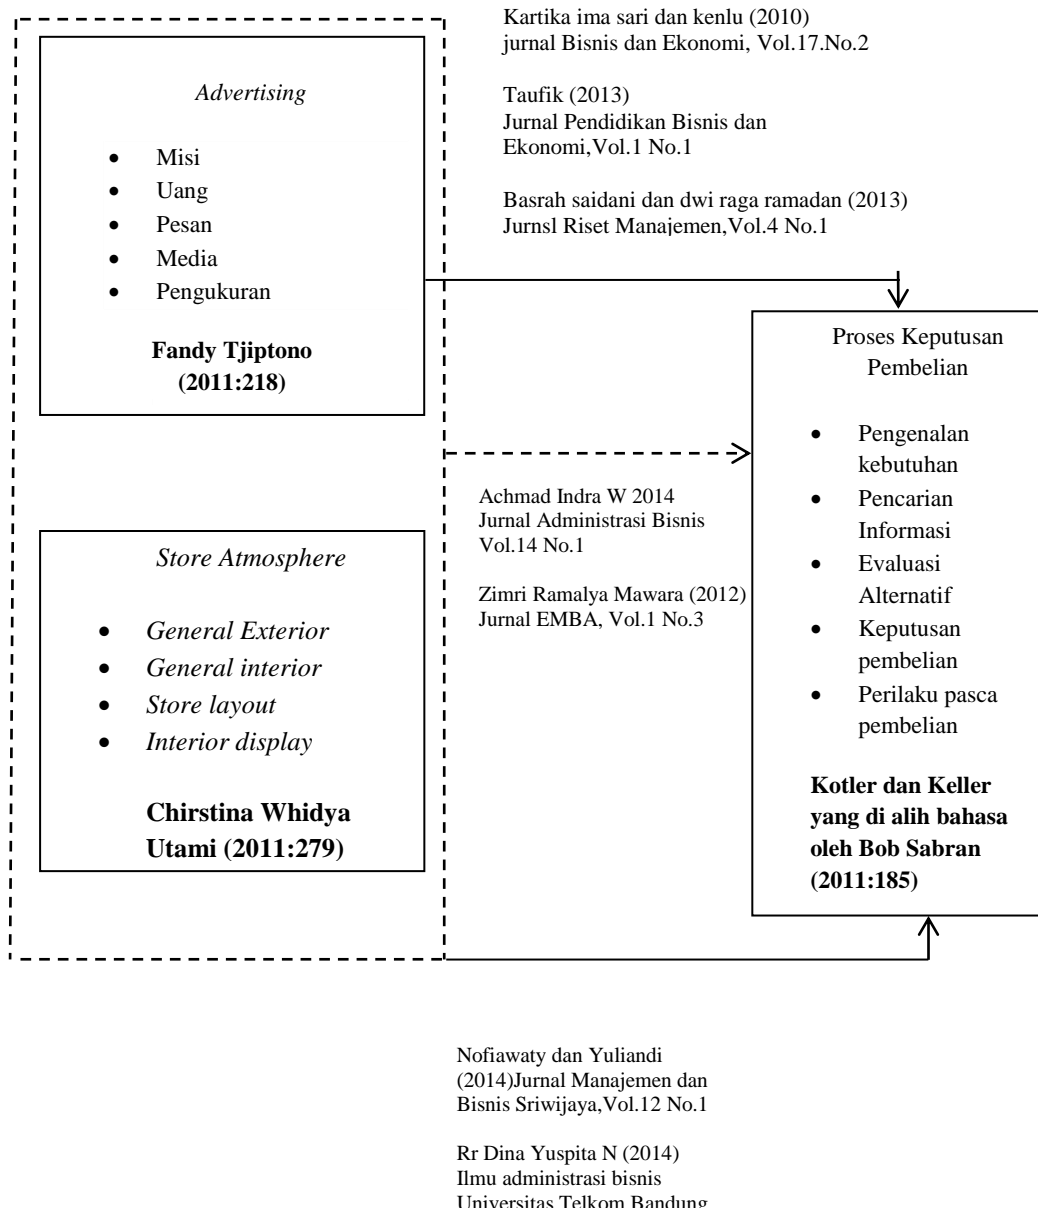 Kartika ima sari dan kenlu (2010)
jurnal Bisnis dan Ekonomi, Vol.17.No.2
Taufik (2013)
Jurnal Pendidikan Bisnis dan
Ekonomi,Vol.1 No.1
Basrah saidani dan dwi raga ramadan (2013)
Jurnsl Riset Manajemen,Vol.4 No.1
Advertising
• Misi
• Uang
• Pesan
• Media
• Pengukuran
Fandy Tjiptono
(2011:218)
Store Atmosphere
• General Exterior
• General interior
• Store layout
• Interior display
Chirstina Whidya
Utami (2011:279)
Achmad Indra W 2014
Jurnal Administrasi Bisnis
Vol.14 No.1
Zimri Ramalya Mawara (2012)
Jurnal EMBA, Vol.1 No.3
Proses Keputusan
Pembelian
• Pengenalan
kebutuhan
• Pencarian
Informasi
• Evaluasi
Alternatif
• Keputusan
pembelian
• Perilaku pasca
pembelian
Kotler dan Keller
yang di alih bahasa
oleh Bob Sabran
(2011:185)
Nofiawaty dan Yuliandi
(2014)Jurnal Manajemen dan
Bisnis Sriwijaya,Vol.12 No.1
Rr Dina Yuspita N (2014)
Ilmu administrasi bisnis
Universitas Telkom Bandung